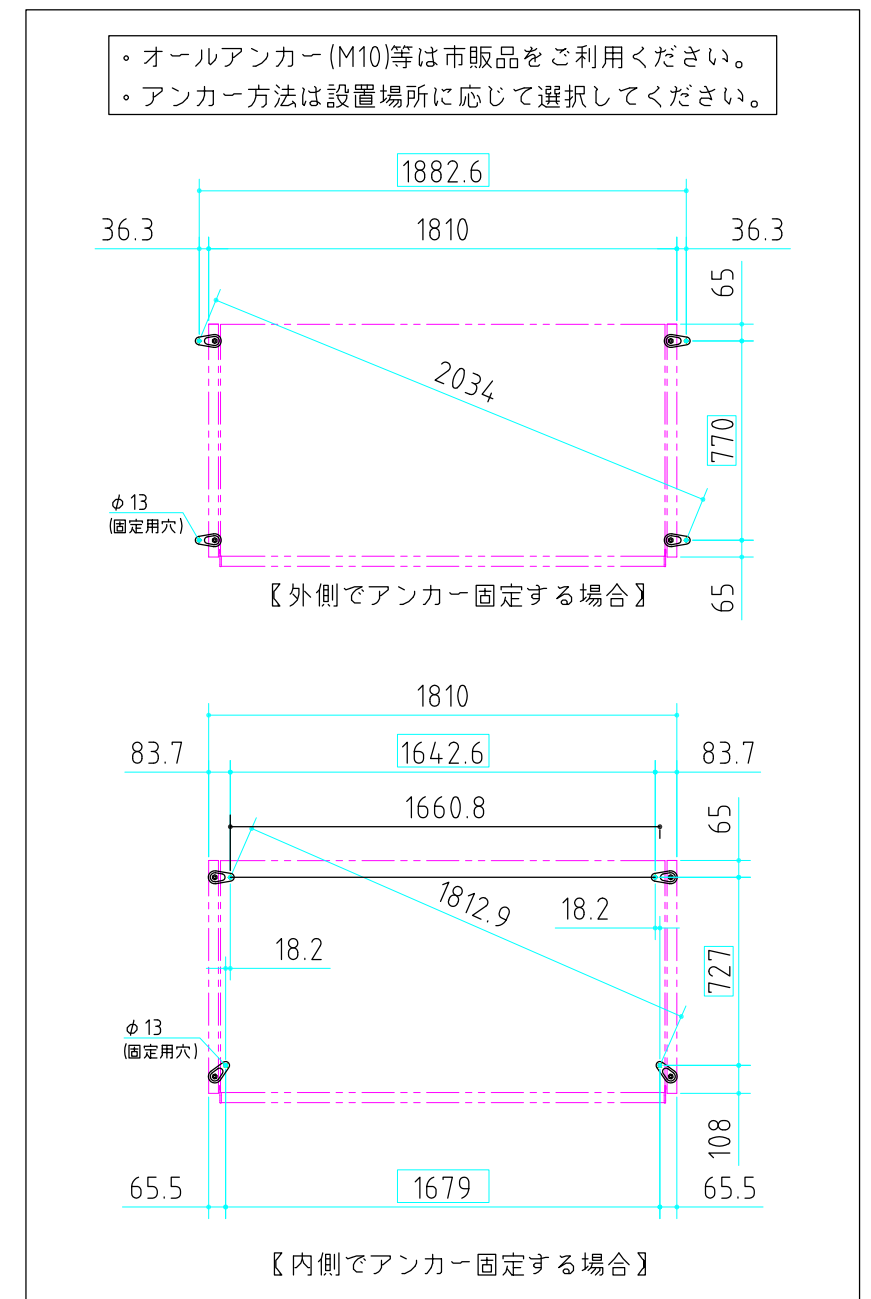 。オールアンカー(M10)等は市販品をご利用ください。
。アンカー方法は設置場所に応じて選択してください。
1882.6
36.3
1810
36.3
65
2034
770
φ13
(固定用穴)
65
〖外側でアンカー固定する場合〗
1810
83.7
1642.6
83.7
1660.8
65
1812.9
18.2
18.2
727
φ13
(固定用穴)
108
65.5
1679
65.5
〖内側でアンカー固定する場合〗